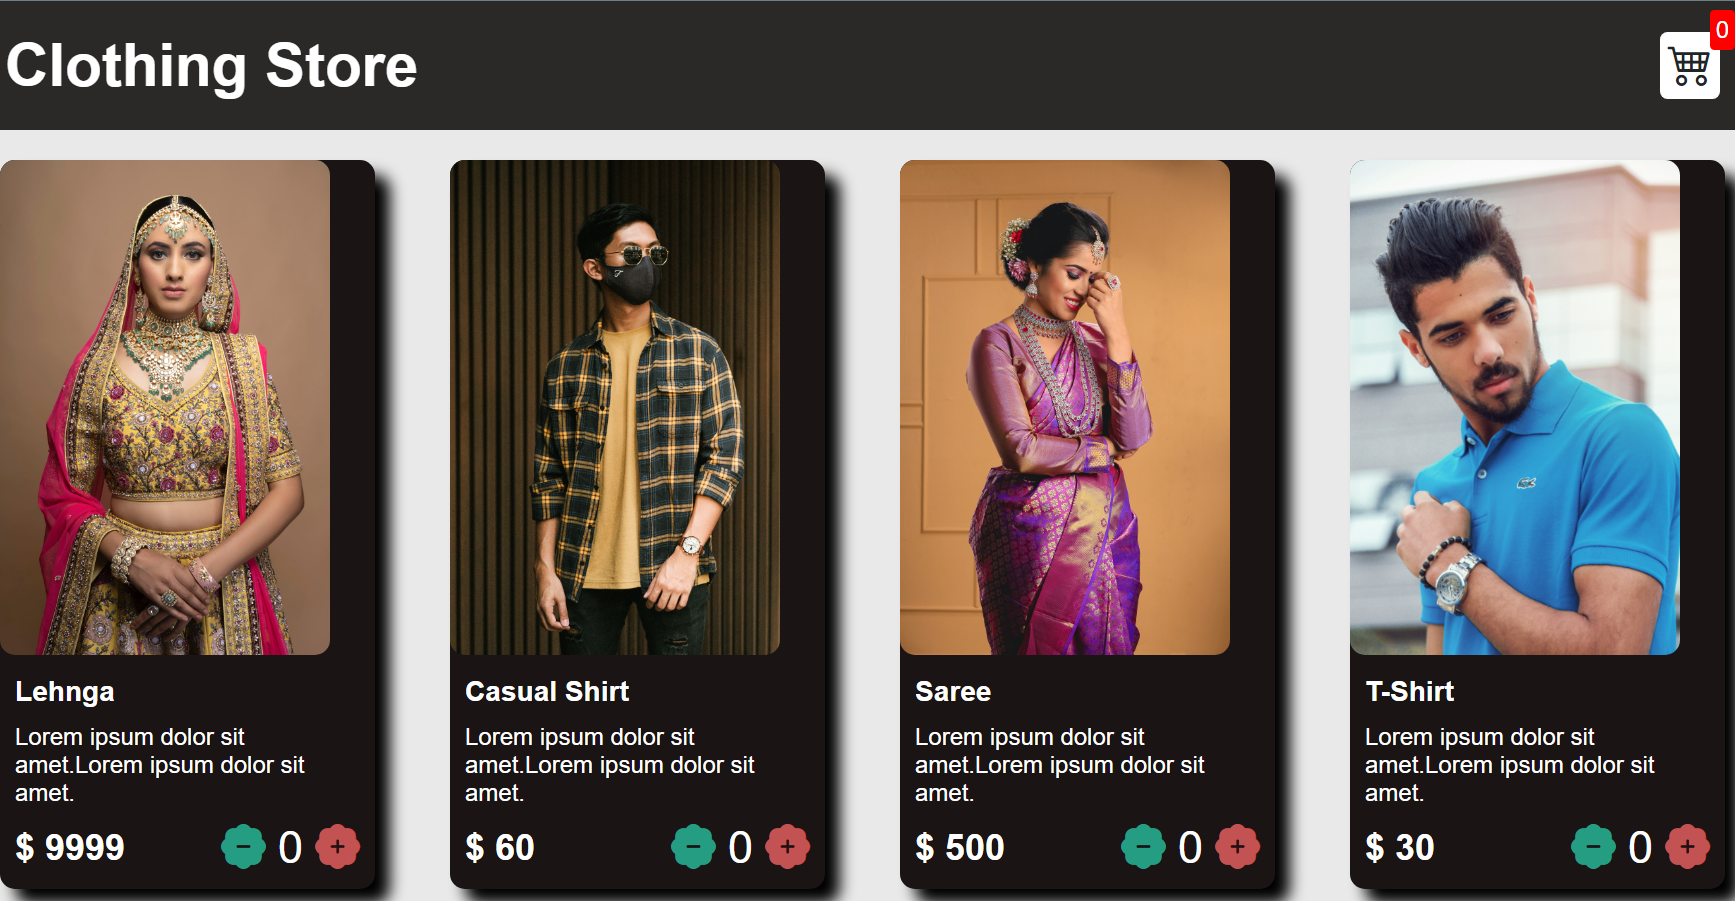 Clothing Store
0
Lehnga
Lorem ipsum dolor sit
amet.Lorem ipsum dolor sit
amet.
$ 9999
− 0 +
Casual Shirt
Lorem ipsum dolor sit
amet.Lorem ipsum dolor sit
amet.
$ 60
− 0 +
Saree
Lorem ipsum dolor sit
amet.Lorem ipsum dolor sit
amet.
$ 500
− 0 +
T-Shirt
Lorem ipsum dolor sit
amet.Lorem ipsum dolor sit
amet.
$ 30
− 0 +